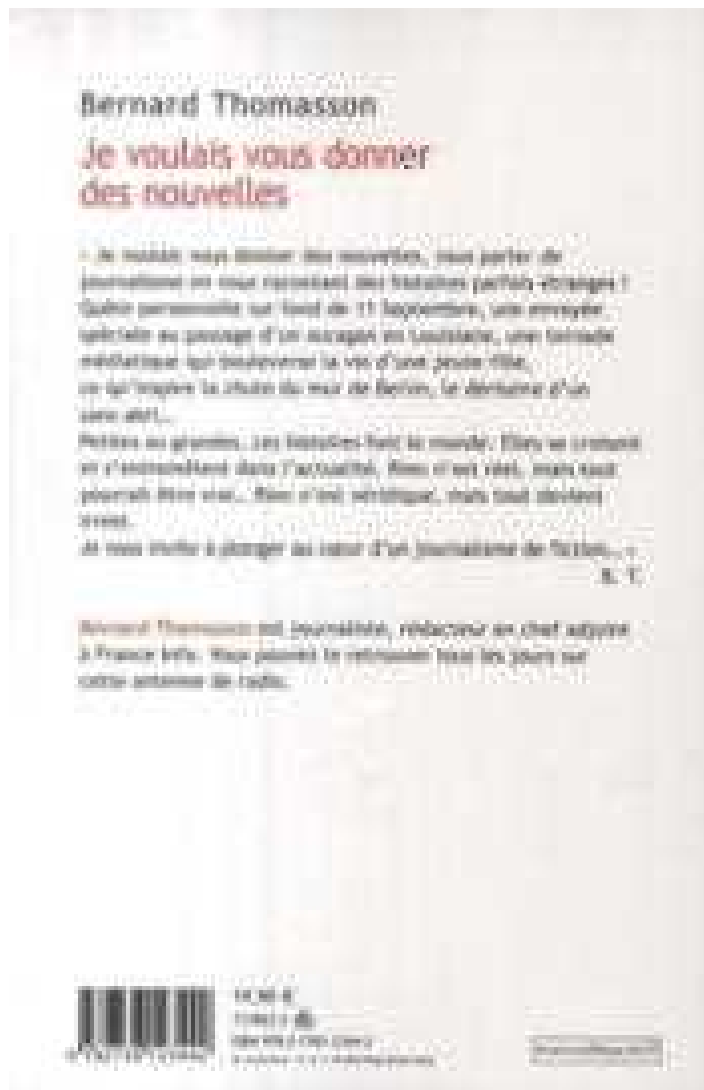 Bernard Thomasson
Je voulais vous donner
des nouvelles
« Je voulais vous donner des nouvelles, vous parler de
journalisme en vous racontant des histoires parfois étranges !
personnelle sur fond de 11 Septembre, une envoyée
spéciale au passage d'un ouragan en Louisiane, une tornade
médiatique qui bouleverse la vie d'une jeune fille,
ce qu'inspire la chute du mur de Berlin, le d'un
sans abri...
Petites ou grandes, ces histoires font le monde. Elles se croisent
et s'entremêlent dans l'actualité. Rien n'est réel, mais tout
pourrait être vrai... Rien n'est véridique, mais tout devient
Je vous invite à plonger au cœur d'un journalisme de fiction... »
B. T.
Bernard Thomasson est journaliste, rédacteur en chef adjoint
à France Info. Vous pouvez le retrouver tous les jours sur
cette antenne de radio.